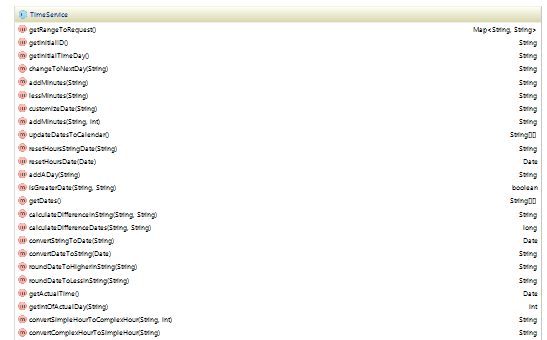 TimeService
getRangeToRequest() Map<String, String>
getInitialID() String
getInitialTimeDay() String
changeToNextDay(String) String
addMinutes(String) String
lessMinutes(String) String
customizeDate(String) String
addMinutes(String, int) String
updateDatesToCalendar() String[][]
resetHoursStringDate(String) String
resetHoursDate(Date) Date
addADay(String) String
isGreaterDate(String, String) boolean
getDates() String[][]
calculateDifferenceInString(String, String) String
calculateDifferenceDates(String, String) long
convertStringToDate(String) Date
convertDateToString(Date) String
roundDateToHigherInString(String) String
roundDateToLessInString(String) String
getActualTime() Date
getIntOfActualDay(String) int
convertSimpleHourToComplexHour(String, int) String
convertComplexHourToSimpleHour(String) String